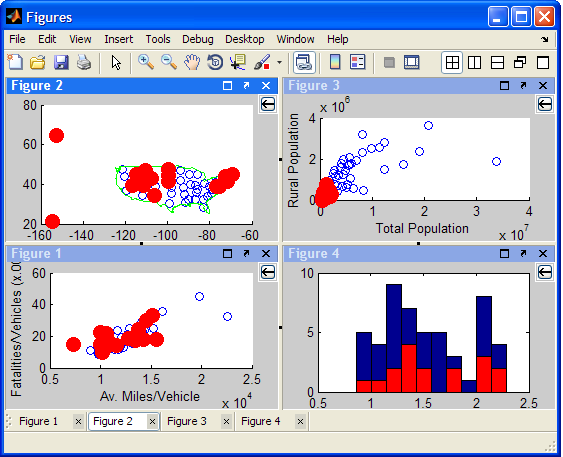 Figures
File Edit View Insert Tools Debug Desktop Window Help
Figure 2
80
60
40
20
-160 -140 -120 -100 -80 -60
Figure 3
x 10^6
4
2
0
0 1 2 3 4
Rural Population
Total Population
x 10^7
Figure 1
60
40
20
0
0.5 1 1.5 2 2.5
Fatalities/Vehicles (x.00
Av. Miles/Vehicle
x 10^4
Figure 4
10
5
0
0.5 1 1.5 2 2.5
Figure 1 Figure 2 Figure 3 Figure 4